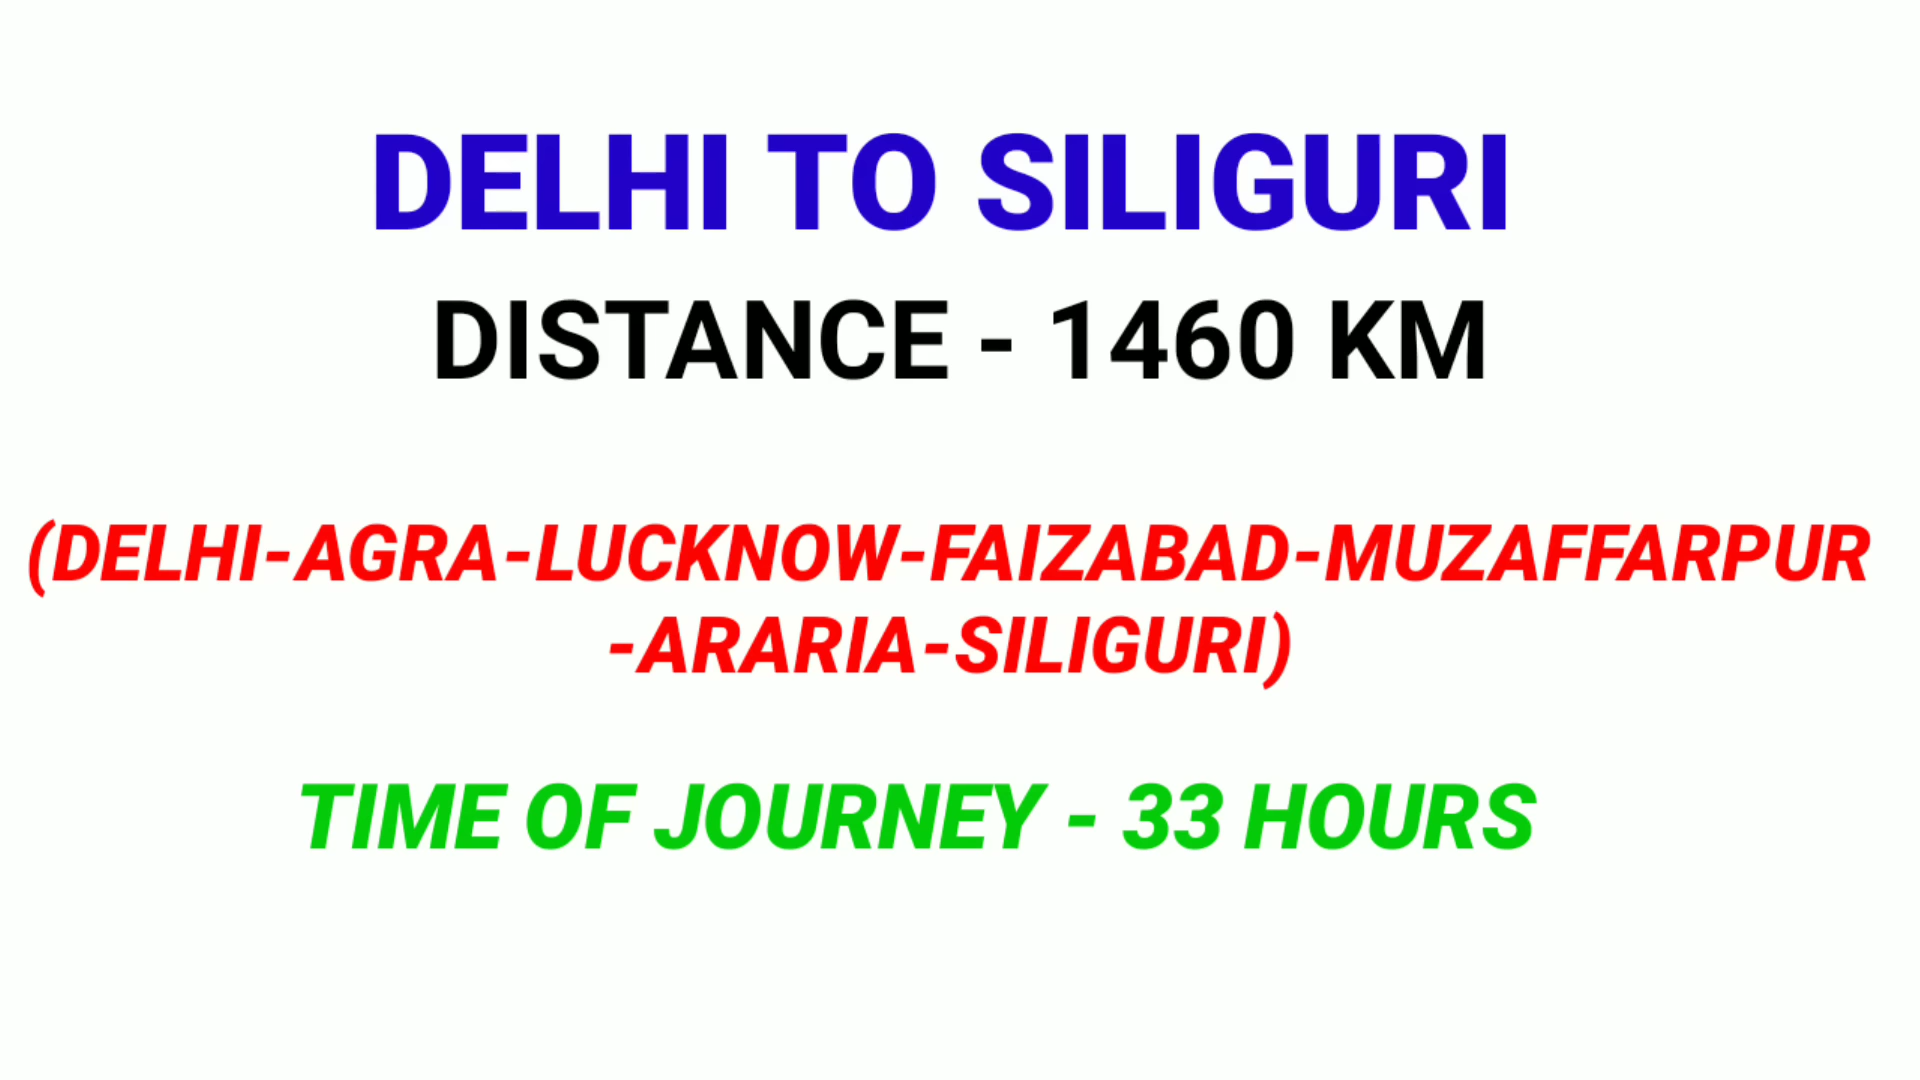 DELHI TO SILIGURI
DISTANCE - 1460 KM
(DELHI-AGRA-LUCKNOW-FAIZABAD-MUZAFFARPUR
-ARARIA-SILIGURI)
TIME OF JOURNEY - 33 HOURS